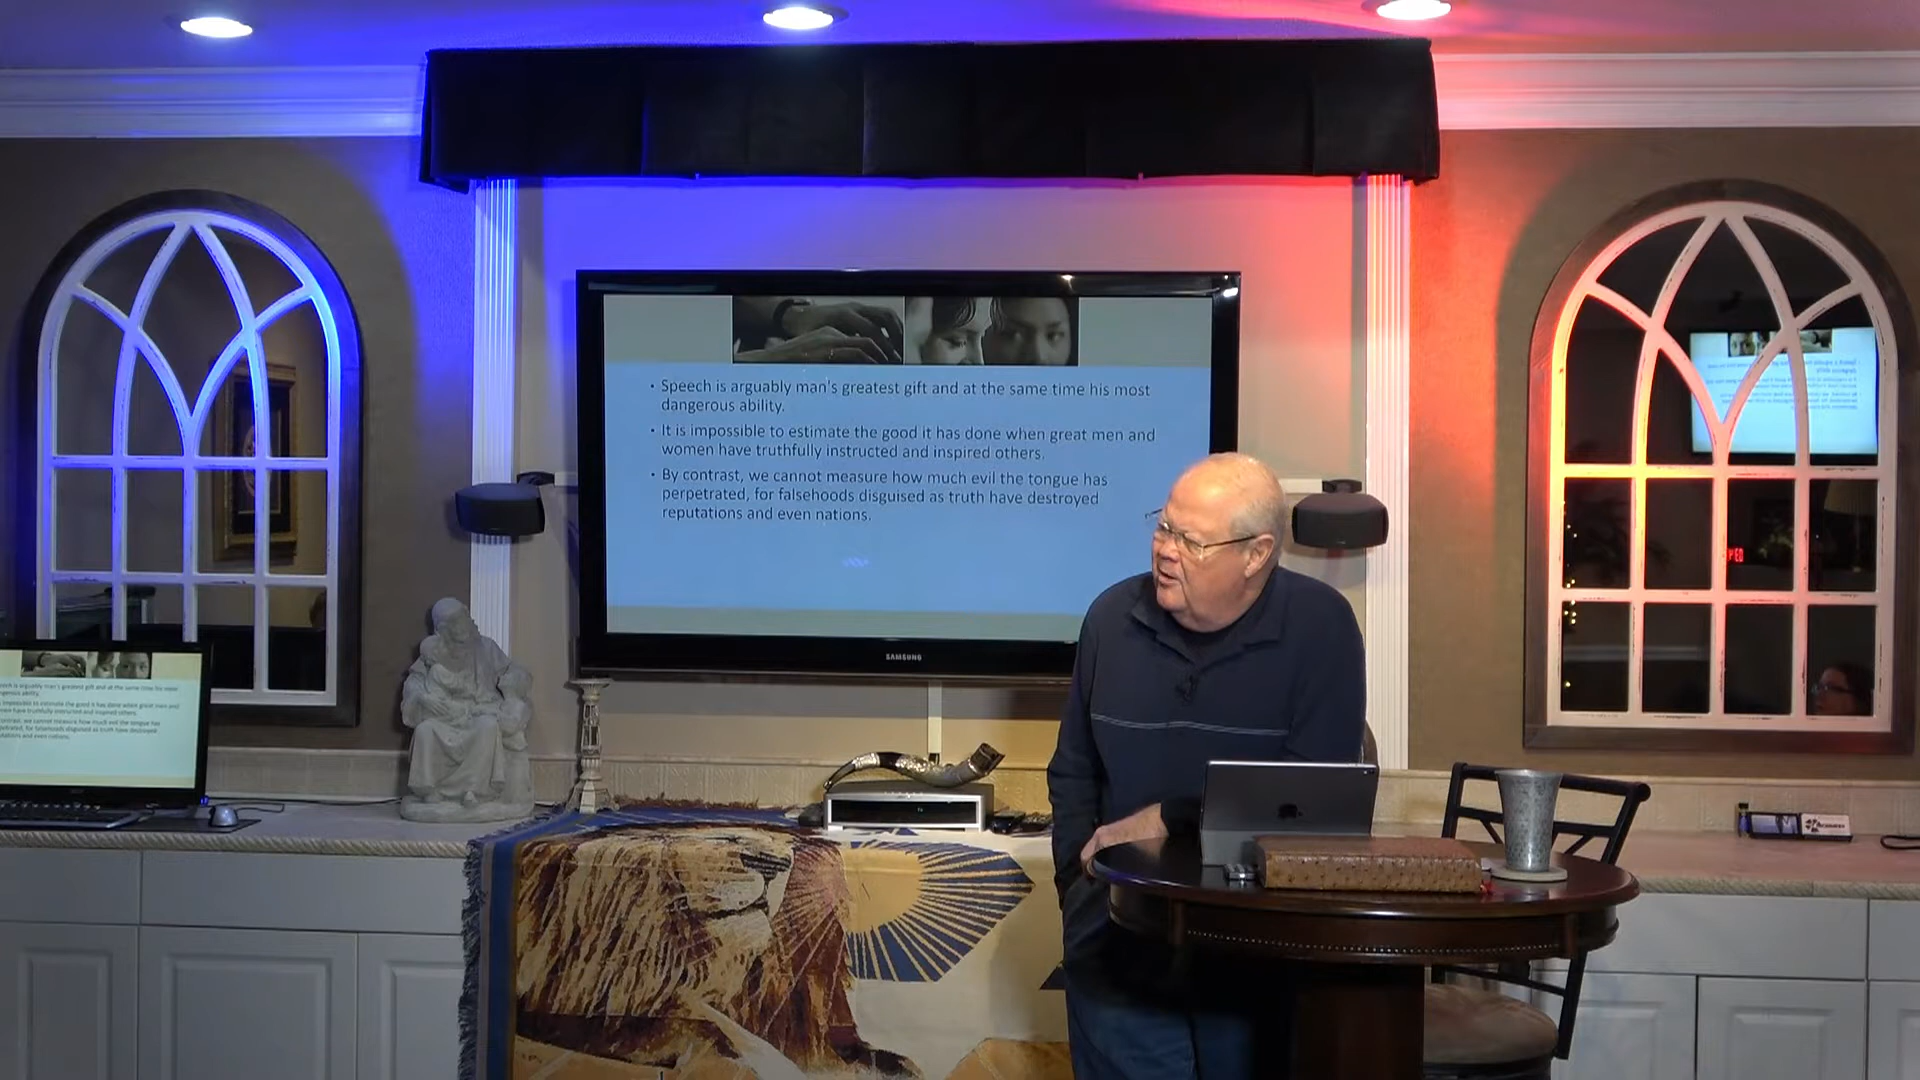 • Speech is arguably man's greatest gift and at the same time his most
dangerous ability.
• It is impossible to estimate the good it has done when great men and
women have truthfully instructed and inspired others.
• By contrast, we cannot measure how much evil the tongue has
perpetrated, for falsehoods disguised as truth have destroyed
reputations and even nations.
SAMSUNG